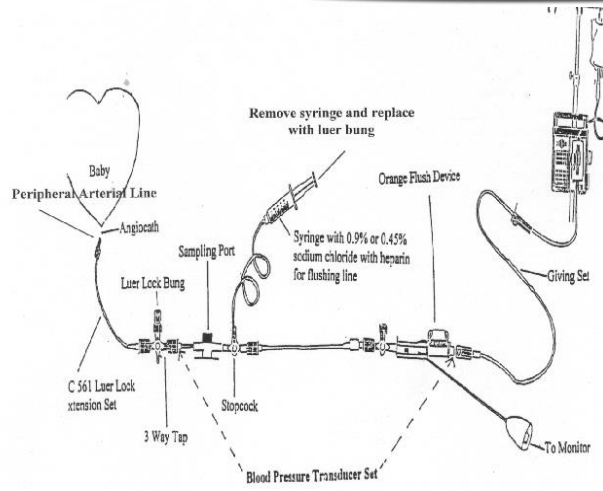 Remove syringe and replace
with luer bung
Baby
Peripheral Arterial Line
Orange Flush Device
Angiocath
Sampling Port
Syringe with 0.9% or 0.45%
sodium chloride with heparin
for flushing line
Giving Set
Luer Lock Bung
C 561 Luer Lock
xtension Set
Stopcock
3 Way Tap
To Monitor
Blood Pressure Transducer Set